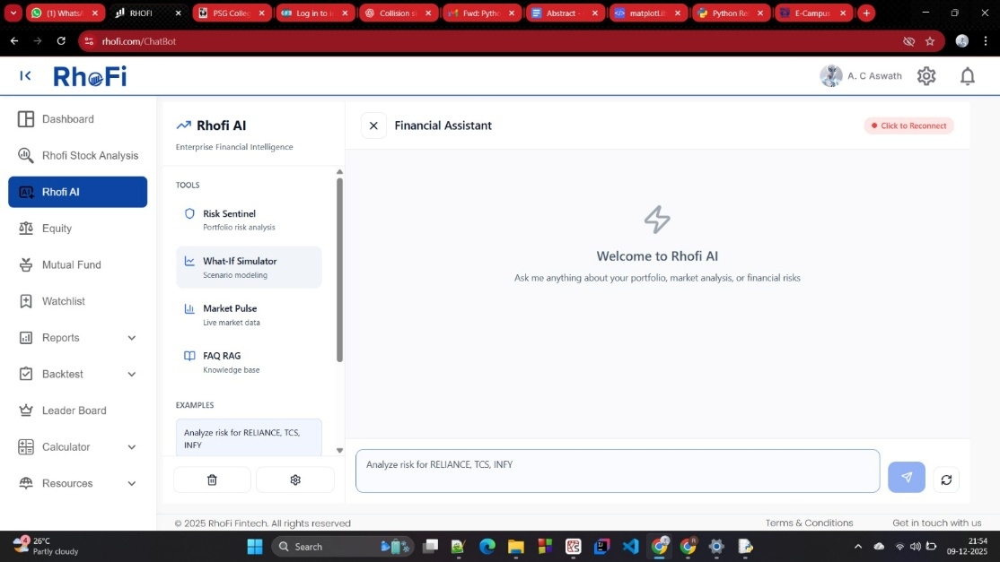 (1) Whats
RHOFI
PSG Colleg
Log in to i
Collision s
Fwd: Pytho
Abstract -
matplotLi
Python Re
E-Campus
rhofi.com/ChatBot
RhoFi
A. C Aswath
Dashboard
Rhofi Stock Analysis
Rhofi AI
Equity
Mutual Fund
Watchlist
Reports
Backtest
Leader Board
Calculator
Resources
Rhofi AI
Enterprise Financial Intelligence
TOOLS
Risk Sentinel
Portfolio risk analysis
What-If Simulator
Scenario modeling
Market Pulse
Live market data
FAQ RAG
Knowledge base
EXAMPLES
Analyze risk for RELIANCE, TCS,
INFY
Financial Assistant
Click to Reconnect
Welcome to Rhofi AI
Ask me anything about your portfolio, market analysis, or financial risks
Analyze risk for RELIANCE, TCS, INFY
© 2025 RhoFi Fintech. All rights reserved
Terms & Conditions
Get in touch with us
26°C
Partly cloudy
Search
21:54
09-12-2025